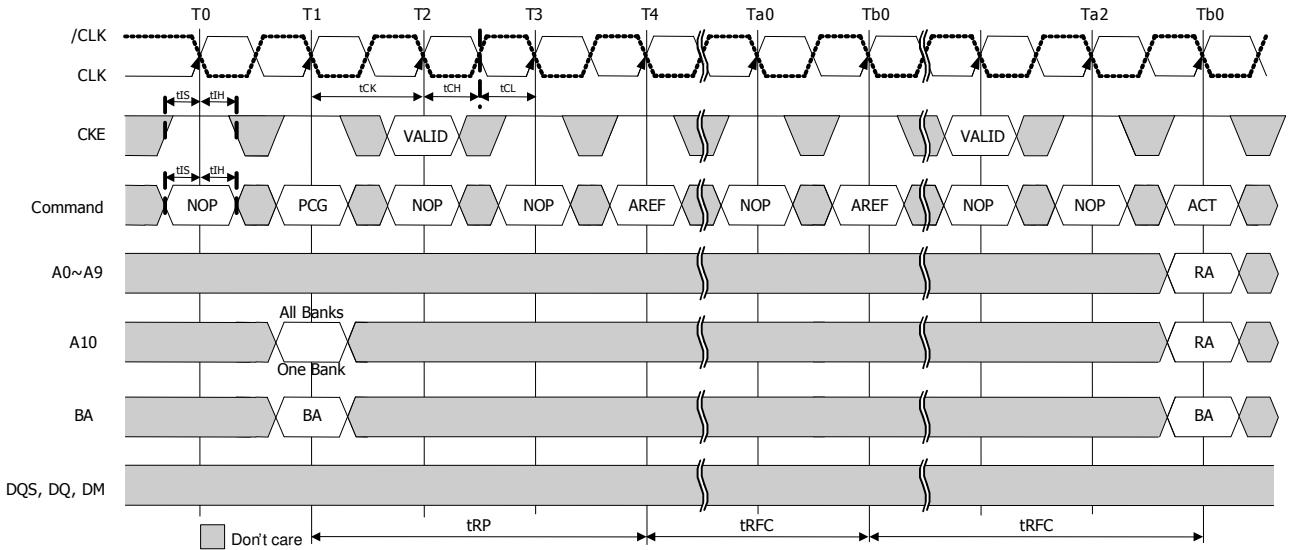 T0 T1 T2 T3 T4 Ta0 Tb0 Ta2 Tb0
/CLK
CLK
tCK tCH tCL
tIS tIH
CKE VALID VALID
tIS tIH
Command NOP PCG NOP NOP AREF NOP AREF NOP NOP ACT
A0~A9 RA
All Banks
A10 RA
One Bank
BA BA BA
DQS, DQ, DM
tRP tRFC tRFC
Don't care